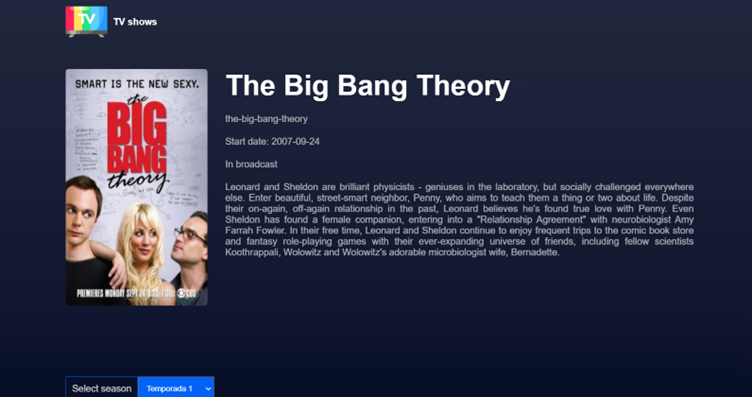 TV
TV shows
SMART IS THE NEW SEXY.
the
BIG
BANG
theory
PREMIERES MONDAY SEPT 24
CBS
The Big Bang Theory
the-big-bang-theory
Start date: 2007-09-24
In broadcast
Leonard and Sheldon are brilliant physicists - geniuses in the laboratory, but socially challenged everywhere
else. Enter beautiful, street-smart neighbor, Penny, who aims to teach them a thing or two about life. Despite
their on-again, off-again relationship in the past, Leonard believes he's found true love with Penny. Even
Sheldon has found a female companion, entering into a "Relationship Agreement" with neurobiologist Amy
Farrah Fowler. In their free time, Leonard and Sheldon continue to enjoy frequent trips to the comic book store
and fantasy role-playing games with their ever-expanding universe of friends, including fellow scientists
Koothrappali, Wolowitz and Wolowitz's adorable microbiologist wife, Bernadette.
Select season
Temporada 1